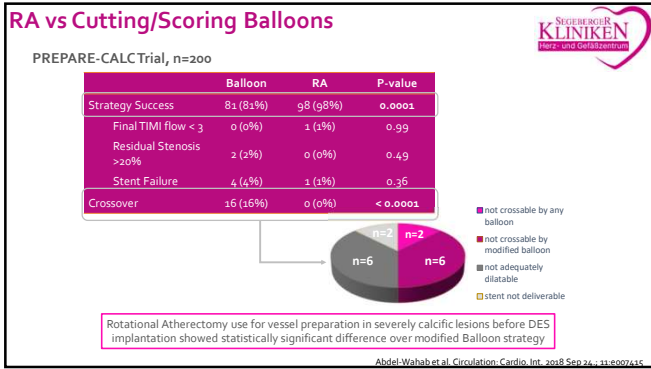 RA vs Cutting/Scoring Balloons
SEGEBERGER
KLINIKEN
Herz- und Gefäßzentrum
PREPARE-CALC Trial, n=200
Balloon RA P-value
Strategy Success 81 (81%) 98 (98%) 0.0001
Final TIMI flow < 3 0 (0%) 1 (1%) 0.99
Residual Stenosis
>20% 2 (2%) 0 (0%) 0.49
Stent Failure 4 (4%) 1 (1%) 0.36
Crossover 16 (16%) 0 (0%) < 0.0001
n=2 n=2
n=6 n=6
not crossable by any
balloon
not crossable by
modified balloon
not adequately
dilatable
stent not deliverable
Rotational Atherectomy use for vessel preparation in severely calcific lesions before DES
implantation showed statistically significant difference over modified Balloon strategy
Abdel-Wahab et al. Circulation: Cardio. Int. 2018 Sep 24.; 11:e007415